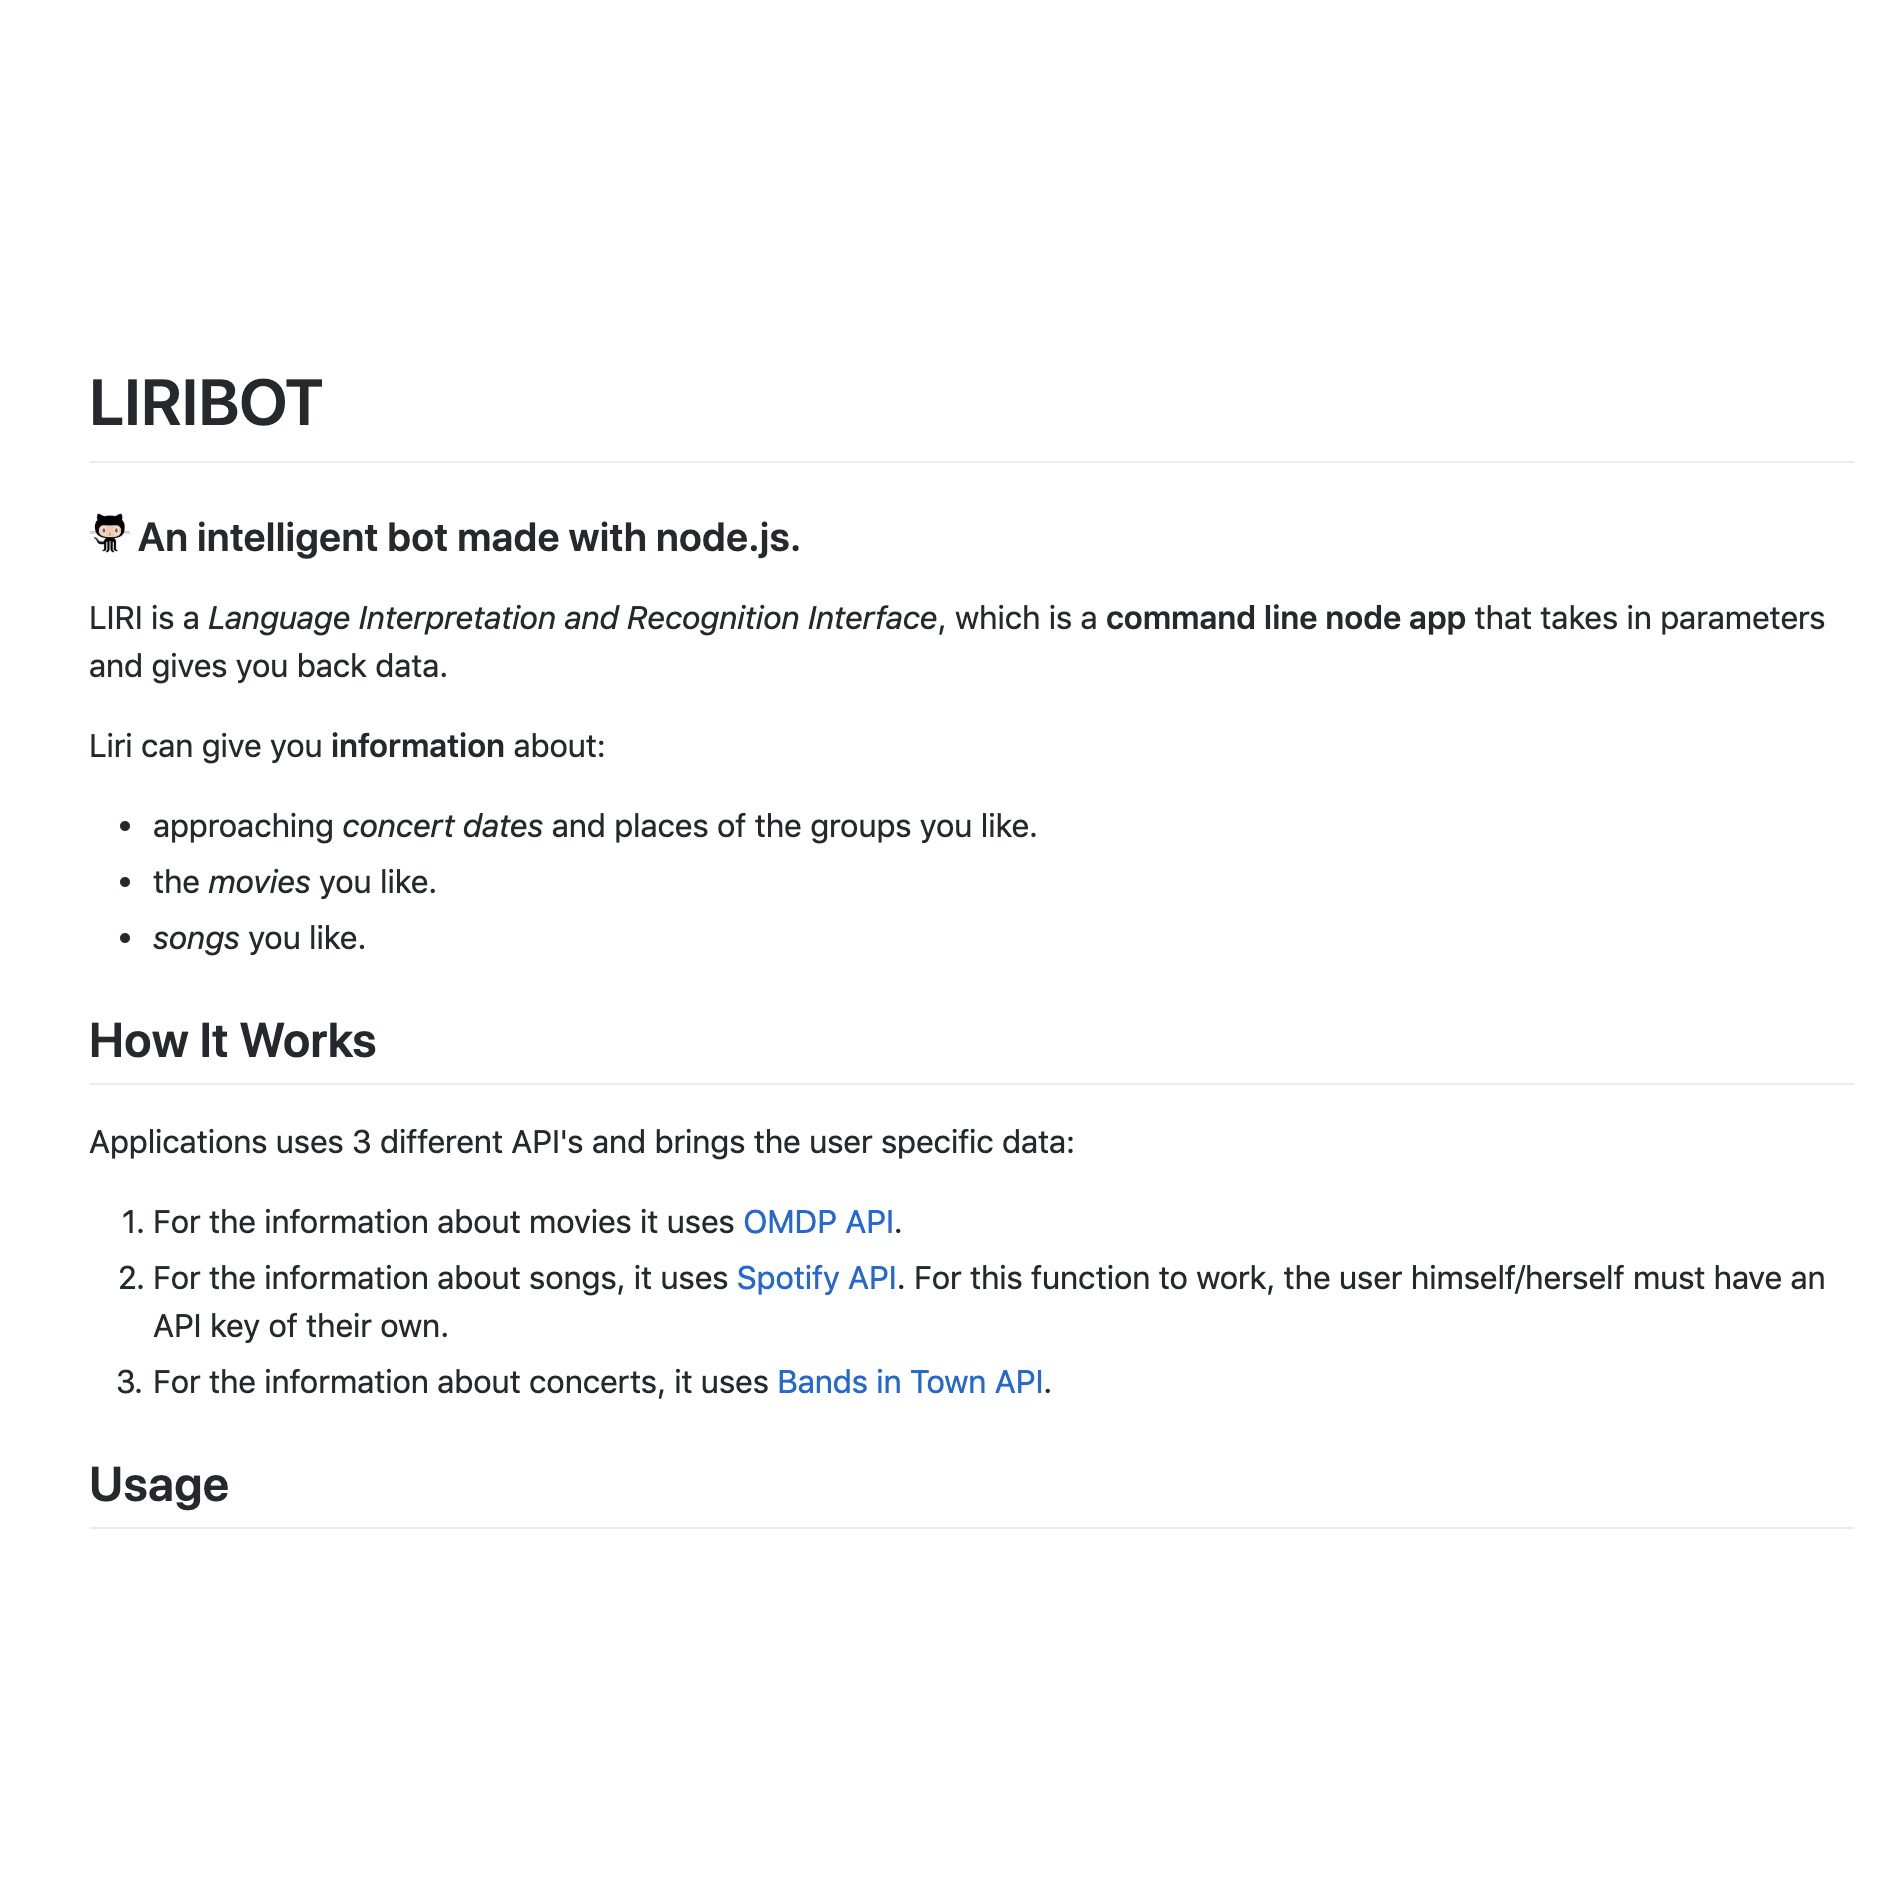 LIRIBOT
An intelligent bot made with node.js.
LIRI is a Language Interpretation and Recognition Interface, which is a command line node app that takes in parameters
and gives you back data.
Liri can give you information about:
• approaching concert dates and places of the groups you like.
• the movies you like.
• songs you like.
How It Works
Applications uses 3 different API's and brings the user specific data:
1. For the information about movies it uses OMDP API.
2. For the information about songs, it uses Spotify API. For this function to work, the user himself/herself must have an
API key of their own.
3. For the information about concerts, it uses Bands in Town API.
Usage